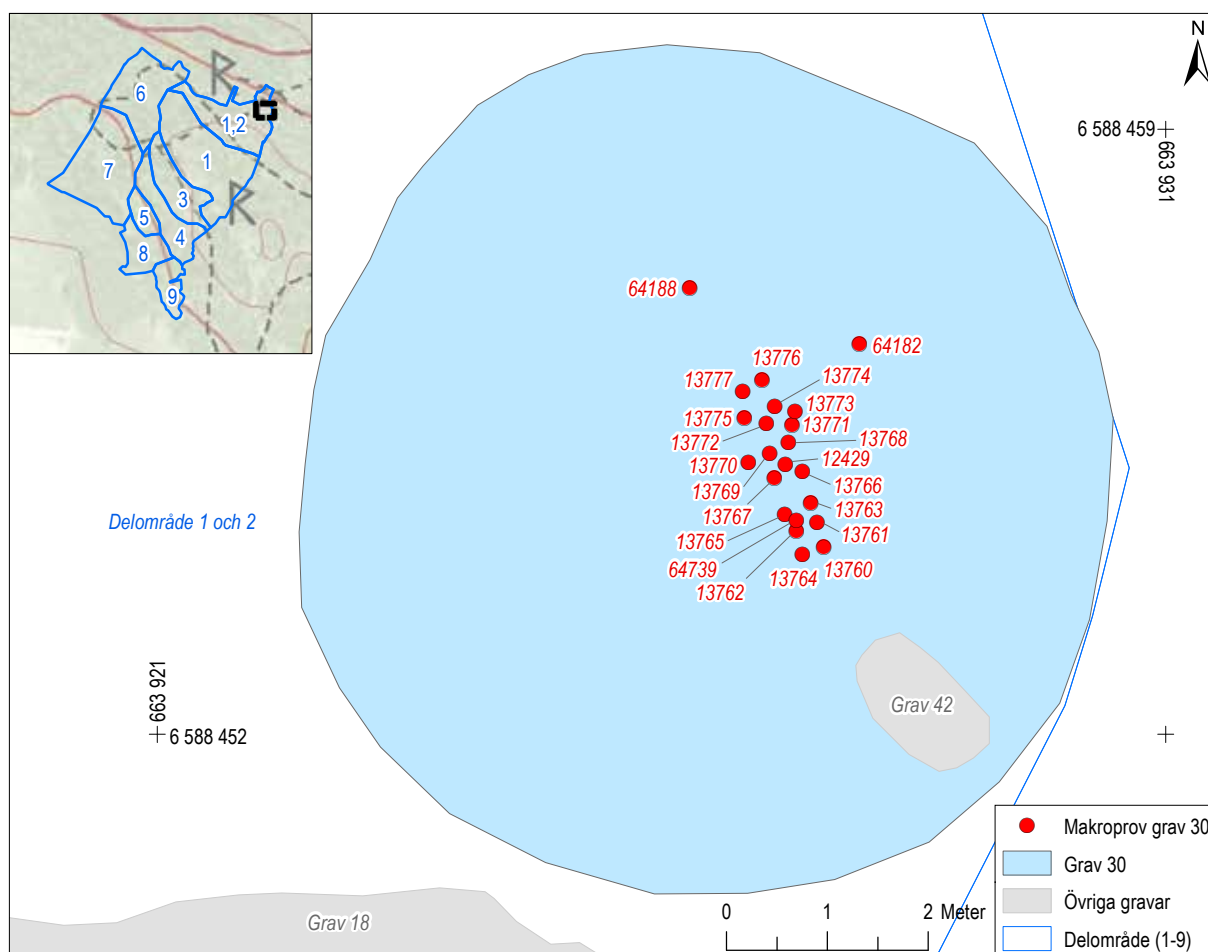 6
1,2
7
1
3
5
4
8
9
R
R
N
6 588 459
663 931
64188
64182
13776
13777
13774
13773
13775
13771
13772
13768
12429
13770
13769
13766
13767
13763
13765
13761
64739
13760
13762
13764
Delområde 1 och 2
663 921
6 588 452
Grav 42
Grav 18
0 1 2 Meter
Makroprov grav 30
Grav 30
Övriga gravar
Delområde (1-9)